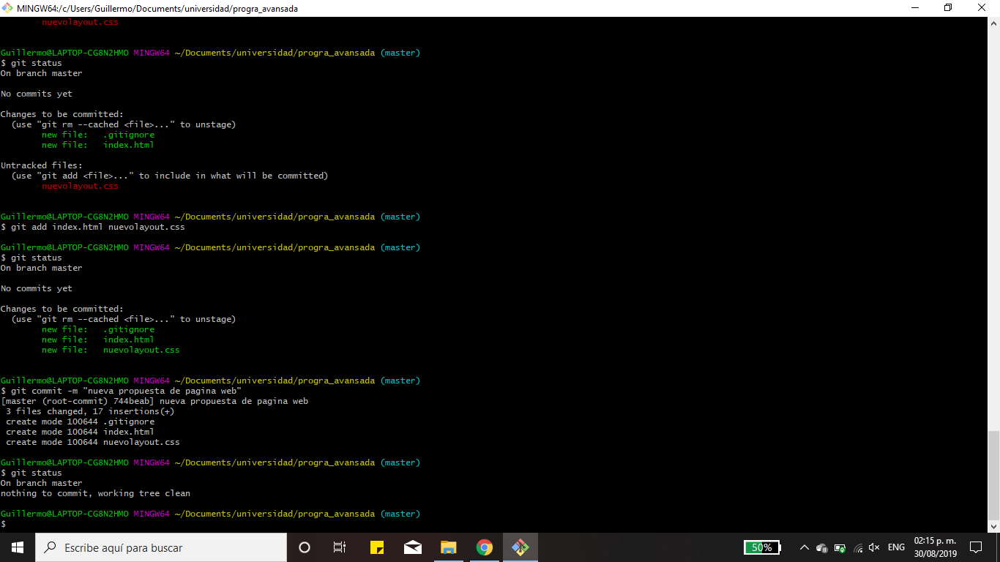 MINGW64:/c/Users/Guillermo/Documents/universidad/progra_avansada
nuevolayout.css
Guillermo@LAPTOP-CG8N2HMO MINGW64 ~/Documents/universidad/progra_avansada (master)
$ git status
On branch master
No commits yet
Changes to be committed:
(use "git rm --cached <file>..." to unstage)
new file:   .gitignore
new file:   index.html
Untracked files:
(use "git add <file>..." to include in what will be committed)
nuevolayout.css
Guillermo@LAPTOP-CG8N2HMO MINGW64 ~/Documents/universidad/progra_avansada (master)
$ git add index.html nuevolayout.css
Guillermo@LAPTOP-CG8N2HMO MINGW64 ~/Documents/universidad/progra_avansada (master)
$ git status
On branch master
No commits yet
Changes to be committed:
(use "git rm --cached <file>..." to unstage)
new file:   .gitignore
new file:   index.html
new file:   nuevolayout.css
Guillermo@LAPTOP-CG8N2HMO MINGW64 ~/Documents/universidad/progra_avansada (master)
$ git commit -m "nueva propuesta de pagina web"
[master (root-commit) 744beab] nueva propuesta de pagina web
3 files changed, 17 insertions(+)
create mode 100644 .gitignore
create mode 100644 index.html
create mode 100644 nuevolayout.css
Guillermo@LAPTOP-CG8N2HMO MINGW64 ~/Documents/universidad/progra_avansada (master)
$ git status
On branch master
nothing to commit, working tree clean
Guillermo@LAPTOP-CG8N2HMO MINGW64 ~/Documents/universidad/progra_avansada (master)
$
Escribe aquí para buscar
50%
ENG
02:15 p. m.
30/08/2019